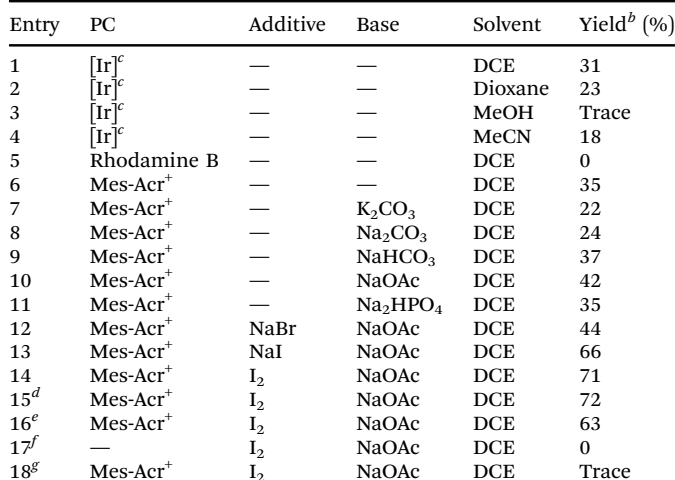 Entry PC Additive Base Solvent Yield^b (%)
1 [Ir]^c — — DCE 31
2 [Ir]^c — — Dioxane 23
3 [Ir]^c — — MeOH Trace
4 [Ir]^c — — MeCN 18
5 Rhodamine B — — DCE 0
6 Mes-Acr⁺ — — DCE 35
7 Mes-Acr⁺ — K₂CO₃ DCE 22
8 Mes-Acr⁺ — Na₂CO₃ DCE 24
9 Mes-Acr⁺ — NaHCO₃ DCE 37
10 Mes-Acr⁺ — NaOAc DCE 42
11 Mes-Acr⁺ — Na₂HPO₄ DCE 35
12 Mes-Acr⁺ NaBr NaOAc DCE 44
13 Mes-Acr⁺ NaI NaOAc DCE 66
14 Mes-Acr⁺ I₂ NaOAc DCE 71
15^d Mes-Acr⁺ I₂ NaOAc DCE 72
16^e Mes-Acr⁺ I₂ NaOAc DCE 63
17^f — I₂ NaOAc DCE 0
18^g Mes-Acr⁺ I₂ NaOAc DCE Trace